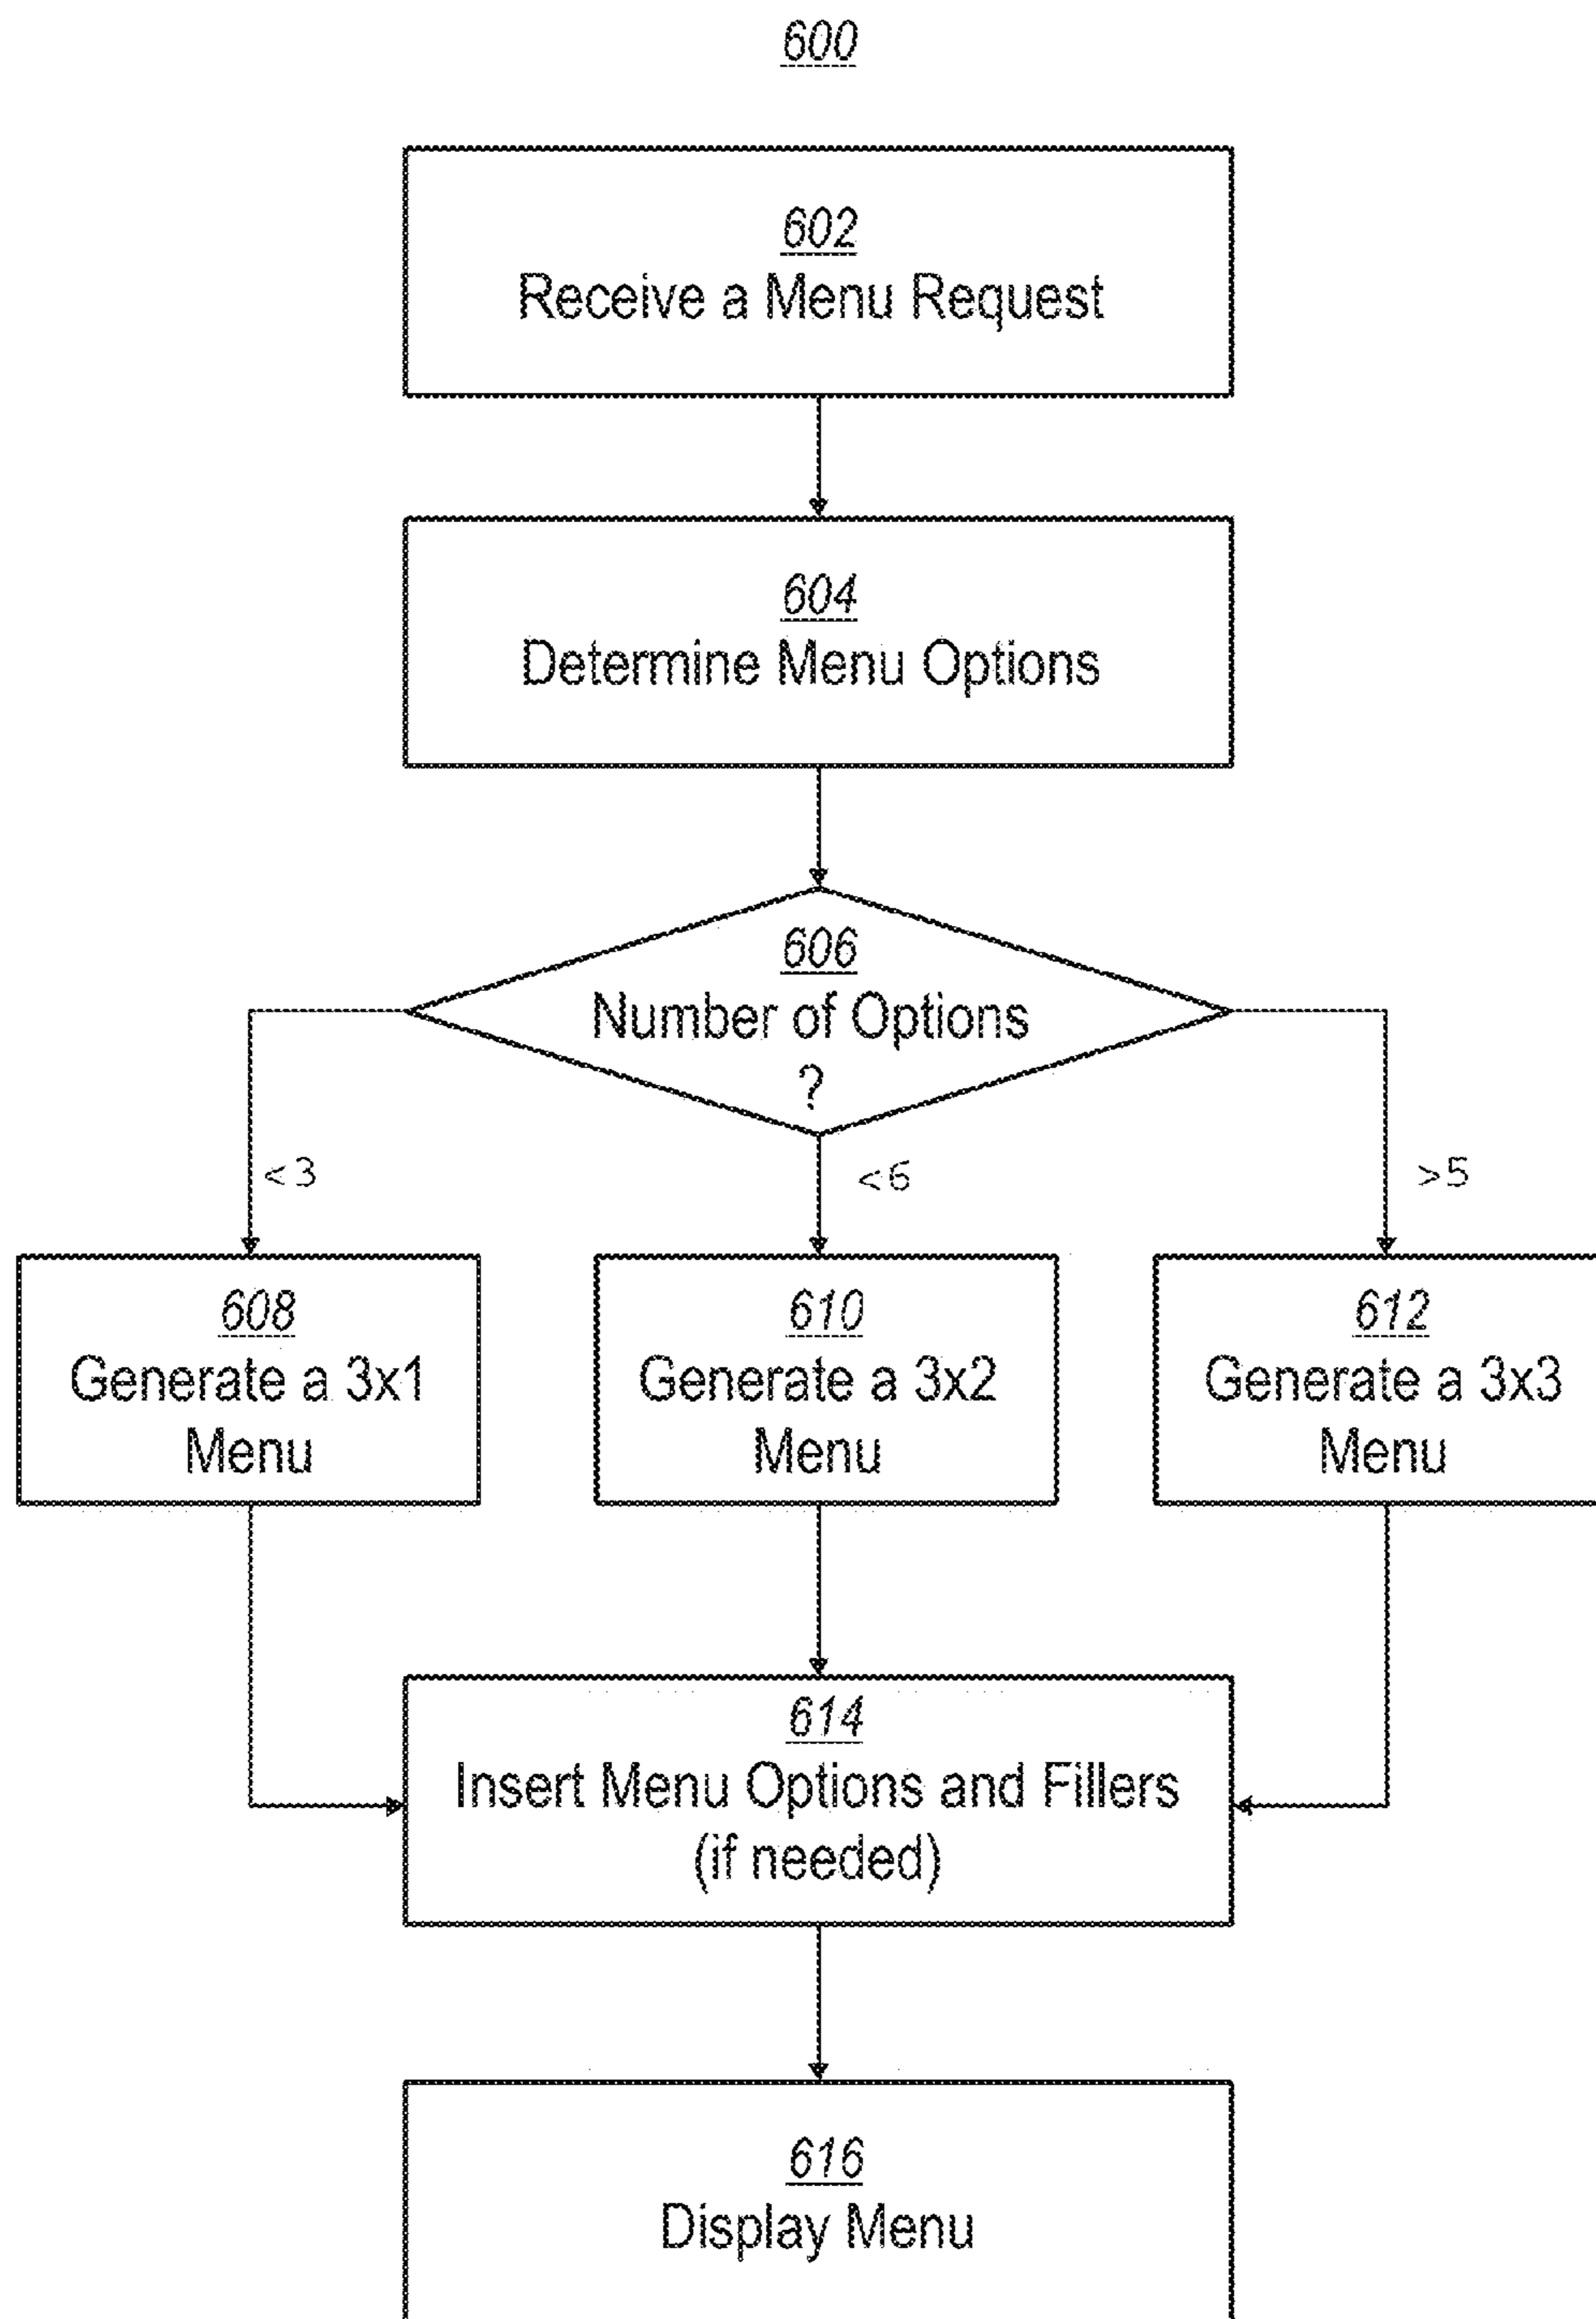 600
602
Receive a Menu Request
604
Determine Menu Options
606
Number of Options
?
<3
<6
>5
608
Generate a 3x1
Menu
610
Generate a 3x2
Menu
612
Generate a 3x3
Menu
614
Insert Menu Options and Fillers
(if needed)
616
Display Menu